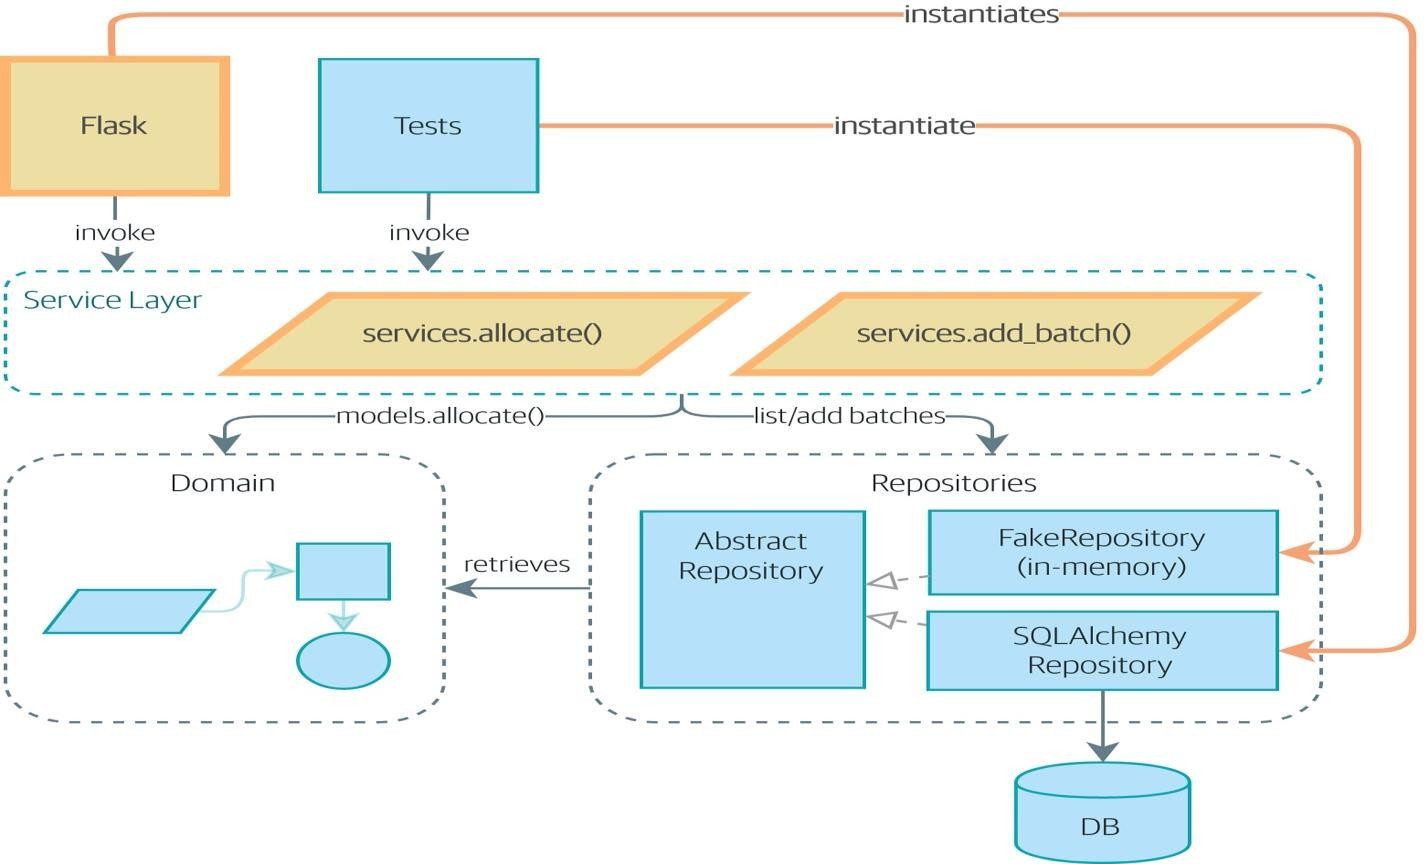 instantiates
Flask
Tests
instantiate
invoke
invoke
Service Layer
services.allocate()
services.add_batch()
models.allocate()
list/add batches
Domain
Repositories
Abstract
Repository
FakeRepository
(in-memory)
retrieves
SQLAlchemy
Repository
DB